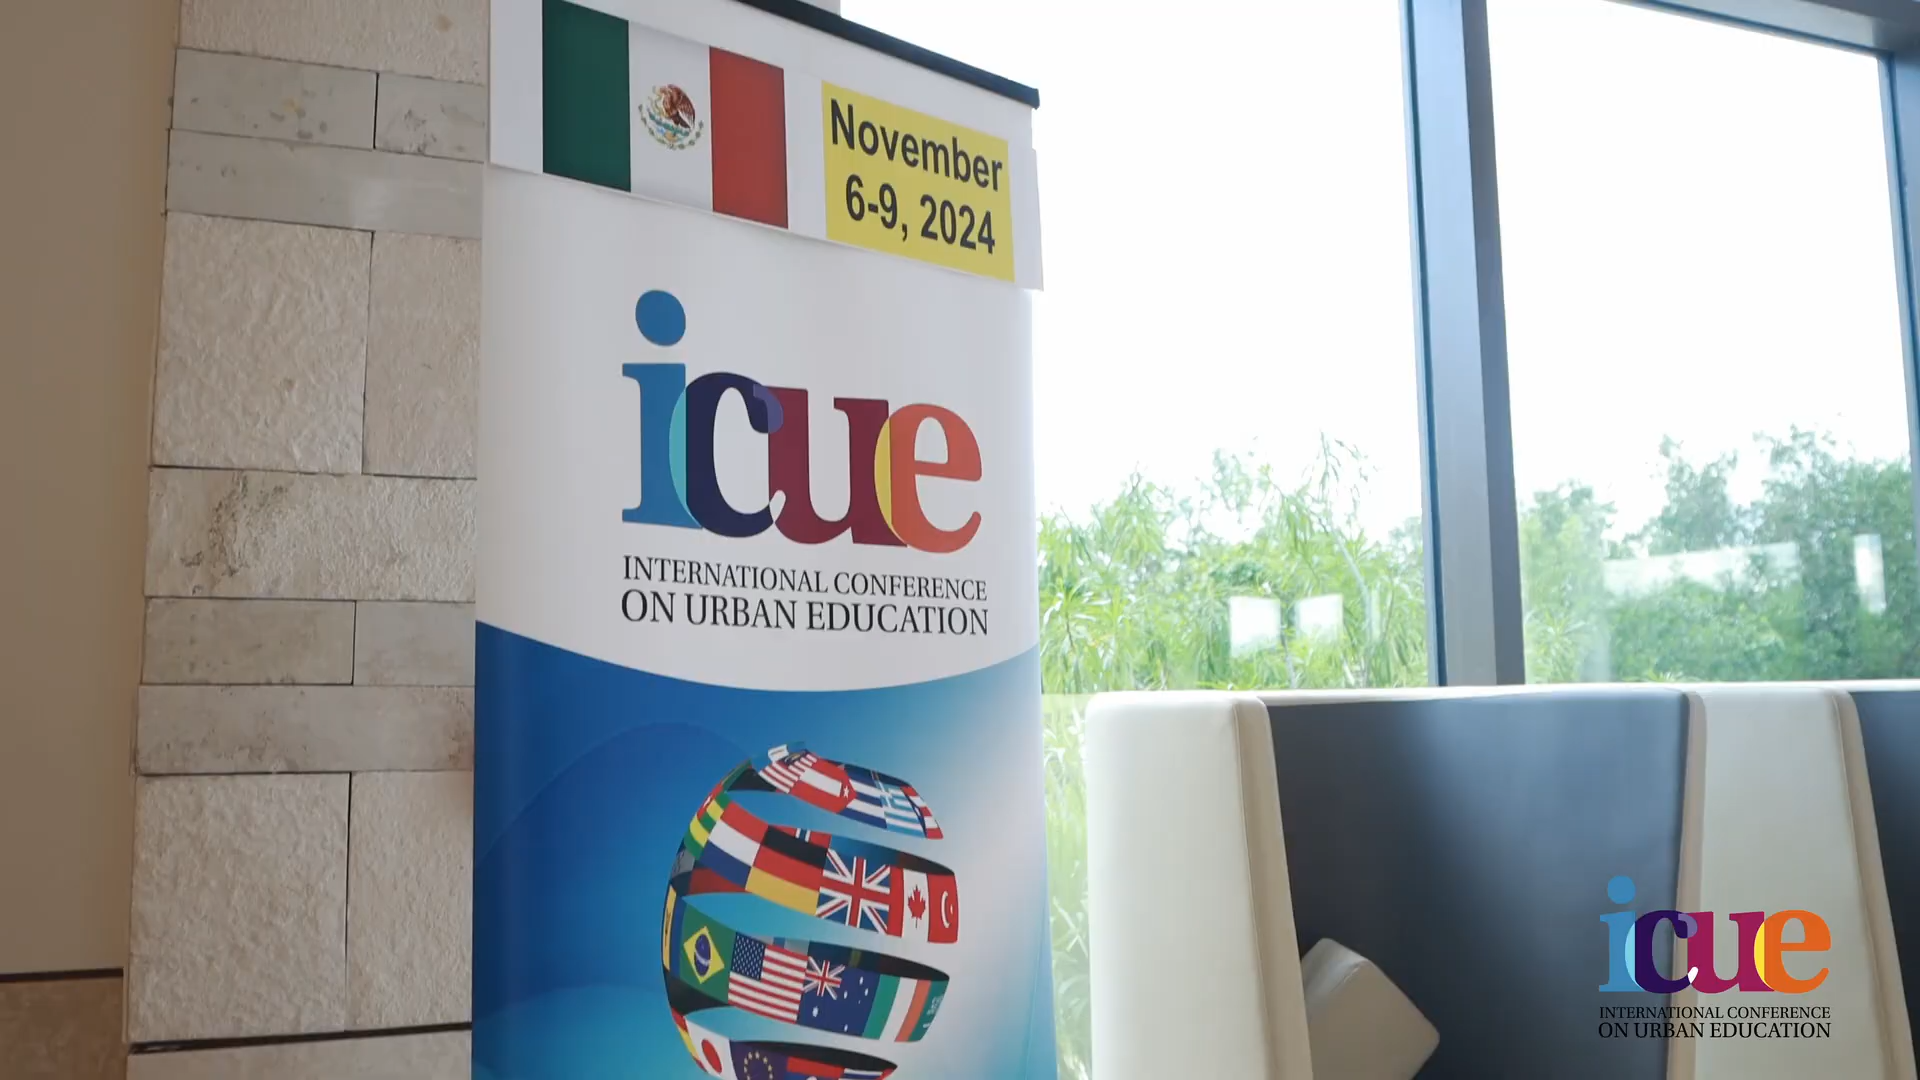 November
6-9, 2024
icue
INTERNATIONAL CONFERENCE
ON URBAN EDUCATION
icue
INTERNATIONAL CONFERENCE
ON URBAN EDUCATION